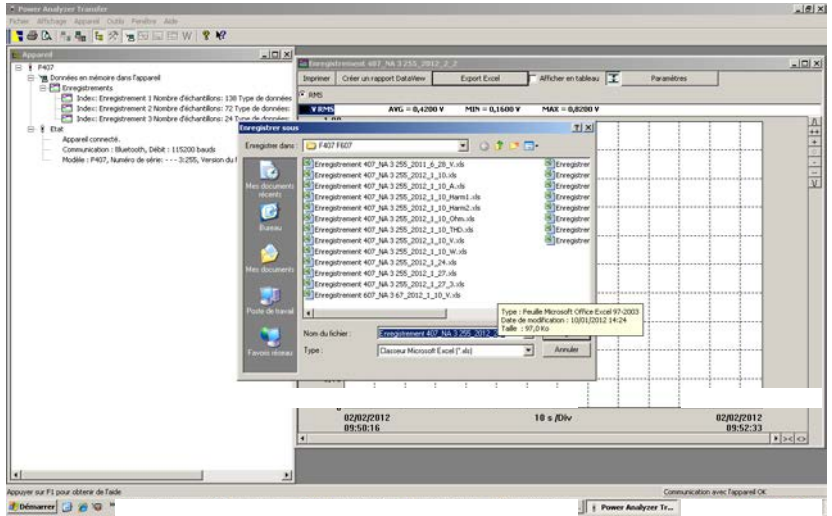 Power Analyzer Transfer
Fichier Affichage Appareil Outils Fenêtre Aide
Appareil
F407
Données en mémoire dans l'appareil
Enregistrements
Index: Enregistrement 1 Nombre d'échantillons: 138 Type de données
Index: Enregistrement 2 Nombre d'échantillons: 72 Type de données:
Index: Enregistrement 3 Nombre d'échantillons: 24 Type de données:
Etat
Appareil connecté.
Communication : Bluetooth, Débit : 115200 bauds
Modèle : F407, Numéro de série: - - - 3:255, Version du
Enregistrement 407_NA 3 255_2012_2_2
Imprimer Créer un rapport DataView Export Excel Afficher en tableau Paramètres
RMS
V RMS AVG = 0,4200 V MIN = 0,1600 V MAX = 0,8200 V
Enregistrer sous
Enregistrer dans : F407 F607
Mes documents récents
Bureau
Mes documents
Poste de travail
Favoris réseau
Enregistrement 407_NA 3 255_2011_6_28_V.xls
Enregistrement 407_NA 3 255_2012_1_10.xls
Enregistrement 407_NA 3 255_2012_1_10_A.xls
Enregistrement 407_NA 3 255_2012_1_10_Harm1.xls
Enregistrement 407_NA 3 255_2012_1_10_Harm2.xls
Enregistrement 407_NA 3 255_2012_1_10_Ohm.xls
Enregistrement 407_NA 3 255_2012_1_10_THD.xls
Enregistrement 407_NA 3 255_2012_1_10_V.xls
Enregistrement 407_NA 3 255_2012_1_10_W.xls
Enregistrement 407_NA 3 255_2012_1_24.xls
Enregistrement 407_NA 3 255_2012_1_27.xls
Enregistrement 407_NA 3 255_2012_1_27_3.xls
Enregistrement 607_NA 3 67_2012_1_10_V.xls
Enregistrer
Enregistrer
Enregistrer
Enregistrer
Enregistrer
Enregistrer
Enregistrer
Enregistrer
Type : Feuille Microsoft Office Excel 97-2003
Date de modification : 10/01/2012 14:24
Taille : 97,0 Ko
Nom du fichier : Enregistrement 407_NA 3 255_2012_2
Type : Classeur Microsoft Excel (*.xls) Annuler
02/02/2012 10 s /Div 02/02/2012
09:50:16 09:52:33
Appuyer sur F1 pour obtenir de l'aide Communication avec l'appareil OK
Démarrer Power Analyzer Tr...